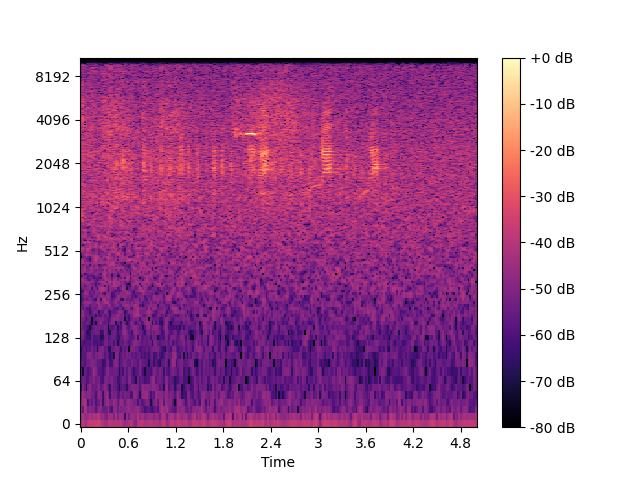 8192
4096
2048
1024
512
256
128
64
0
Hz
0 0.6 1.2 1.8 2.4 3 3.6 4.2 4.8
Time
+0 dB
-10 dB
-20 dB
-30 dB
-40 dB
-50 dB
-60 dB
-70 dB
-80 dB